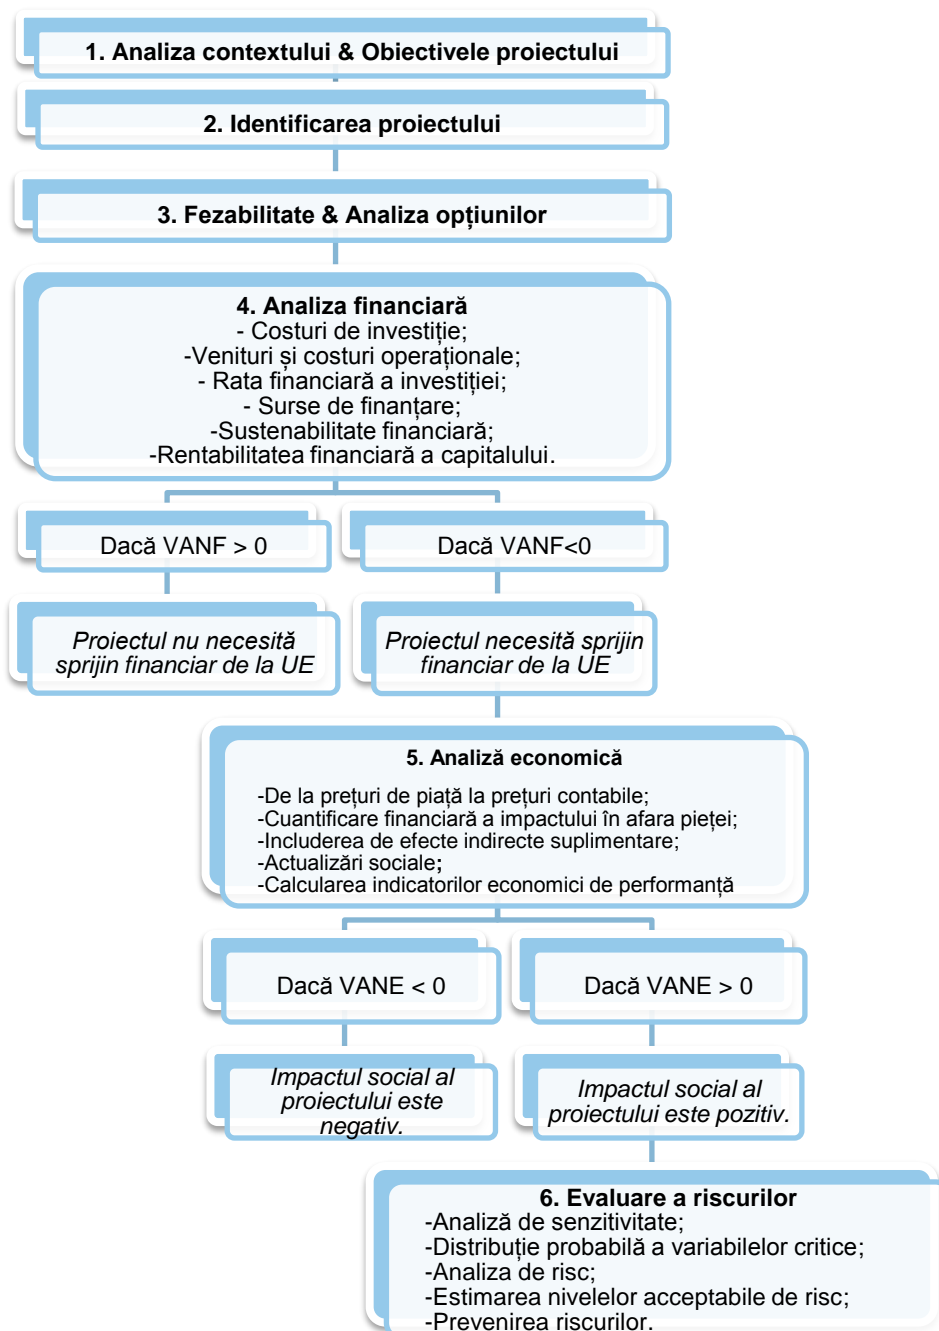 1. Analiza contextului & Obiectivele proiectului
2. Identificarea proiectului
3. Fezabilitate & Analiza opțiunilor
4. Analiza financiară
- Costuri de investiție;
-Venituri și costuri operaționale;
- Rata financiară a investiției;
- Surse de finanțare;
-Sustenabilitate financiară;
-Rentabilitatea financiară a capitalului.
Dacă VANF > 0
Dacă VANF<0
Proiectul nu necesită
sprijin financiar de la UE
Proiectul necesită sprijin
financiar de la UE
5. Analiză economică
-De la prețuri de piață la prețuri contabile;
-Cuantificare financiară a impactului în afara pieței;
-Includerea de efecte indirecte suplimentare;
-Actualizări sociale;
-Calcularea indicatorilor economici de performanță
Dacă VANE < 0
Dacă VANE > 0
Impactul social al
proiectului este
negativ.
Impactul social al
proiectului este pozitiv.
6. Evaluare a riscurilor
-Analiză de senzitivitate;
-Distribuție probabilă a variabilelor critice;
-Analiza de risc;
-Estimarea nivelelor acceptabile de risc;
-Prevenirea riscurilor.